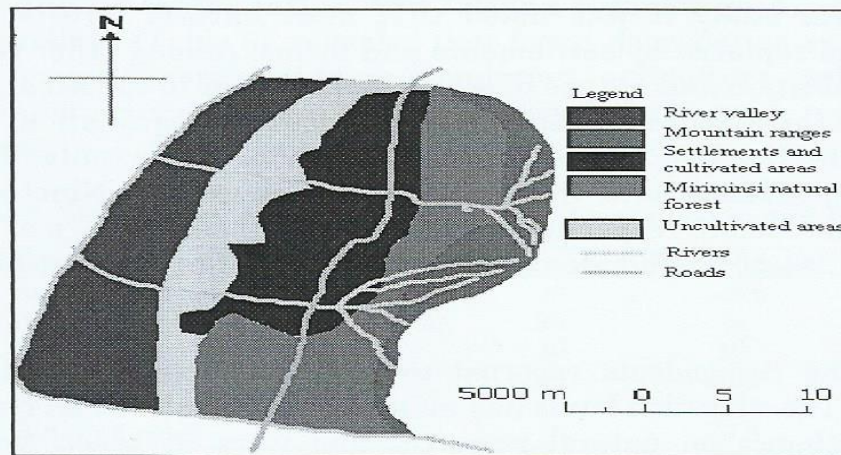 N
Legend
River valley
Mountain ranges
Settlements and
cultivated areas
Miriminsi natural
forest
Uncultivated areas
Rivers
Roads
5000 m 0 5 10